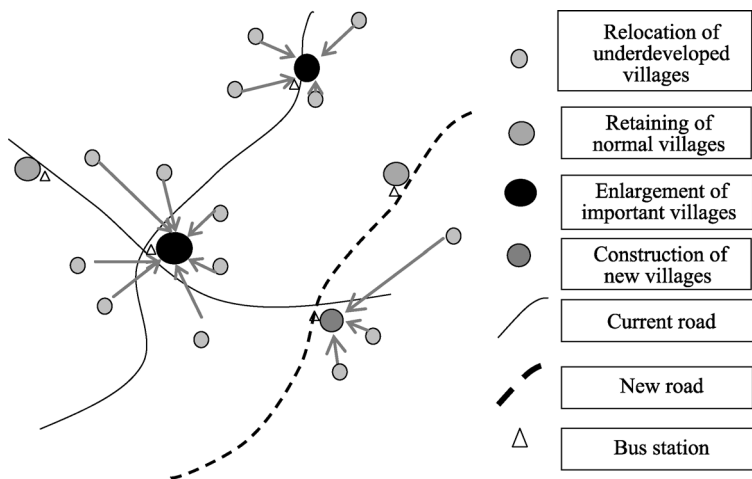 Relocation of
underdeveloped
villages
Retaining of
normal villages
Enlargement of
important villages
Construction of
new villages
Current road
New road
Bus station